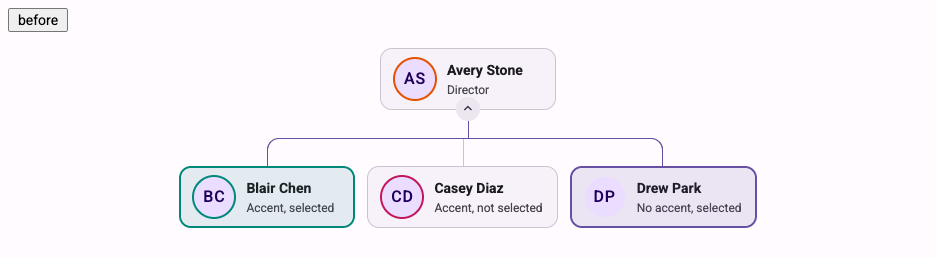 before
AS
Avery Stone
Director
BC
Blair Chen
Accent, selected
CD
Casey Diaz
Accent, not selected
DP
Drew Park
No accent, selected